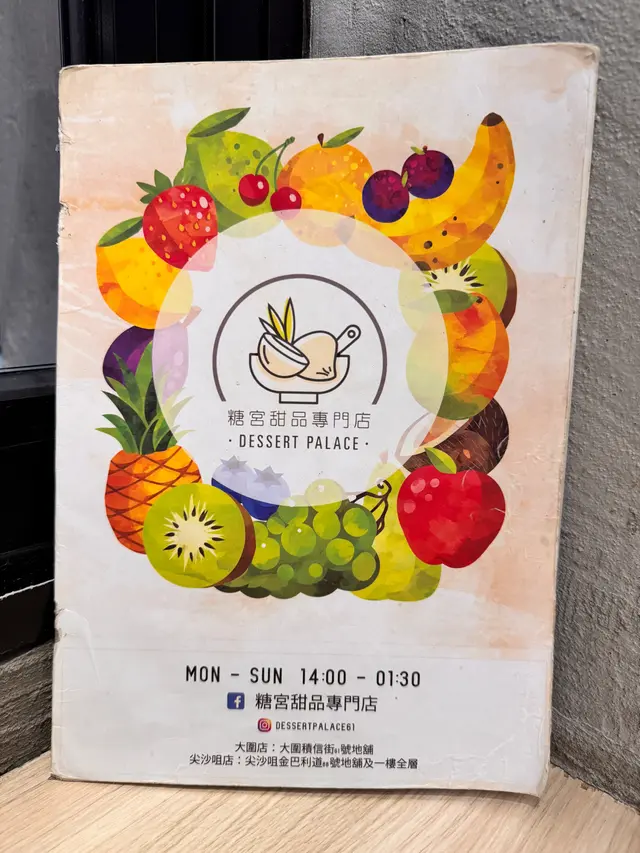 糖宮甜品專門店
· DESSERT PALACE ·
MON - SUN 14:00 - 01:30
糖宮甜品專門店
DESSERTPALACE61
大圍店：大圍積信街61號地舖
尖沙咀店：尖沙咀金巴利道88號地舖及一樓全層